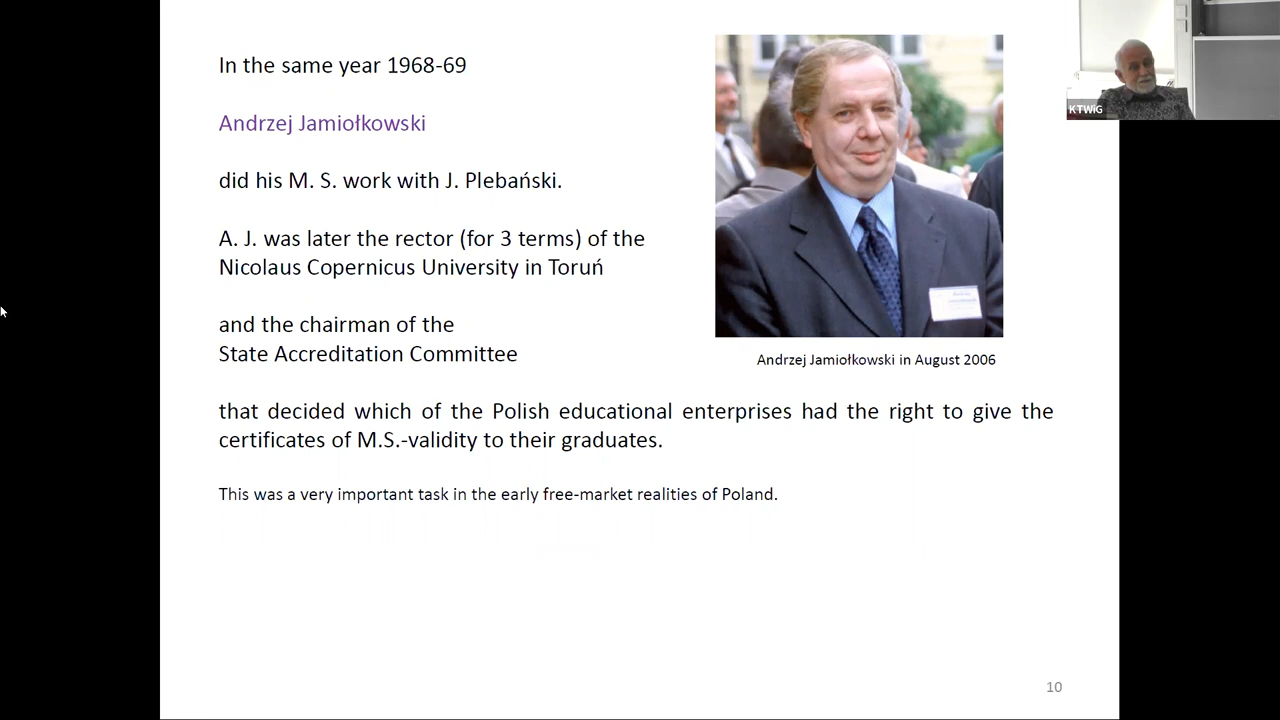 In the same year 1968-69
Andrzej Jamiołkowski
did his M. S. work with J. Plebański.
A. J. was later the rector (for 3 terms) of the
Nicolaus Copernicus University in Toruń
and the chairman of the
State Accreditation Committee
Andrzej Jamiołkowski in August 2006
that decided which of the Polish educational enterprises had the right to give the
certificates of M.S.-validity to their graduates.
This was a very important task in the early free-market realities of Poland.
10
KTWiG